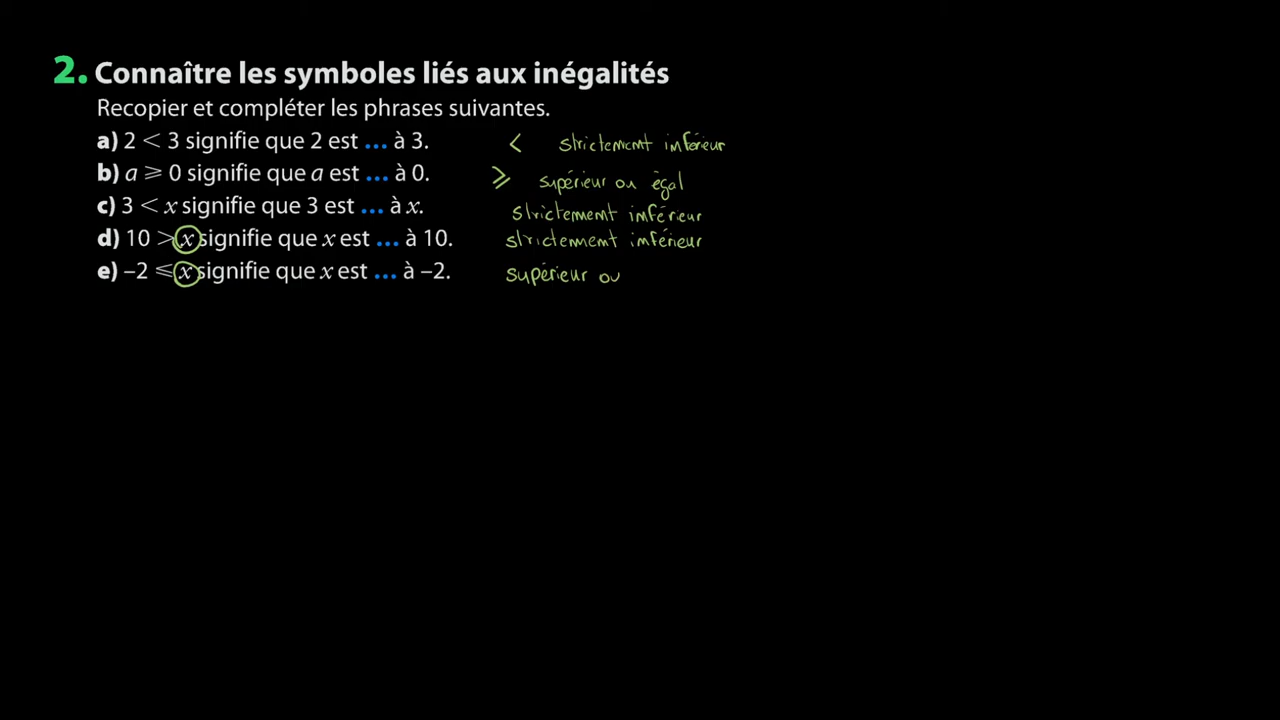 2. Connaître les symboles liés aux inégalités
Recopier et compléter les phrases suivantes.
a) 2 < 3 signifie que 2 est ... à 3. < strictement inférieur
b) a ⩾ 0 signifie que a est ... à 0. ⩾ supérieur ou égal
c) 3 < x signifie que 3 est ... à x. strictement inférieur
d) 10 > x signifie que x est ... à 10. strictement inférieur
e) –2 ⩽ x signifie que x est ... à –2. supérieur ou